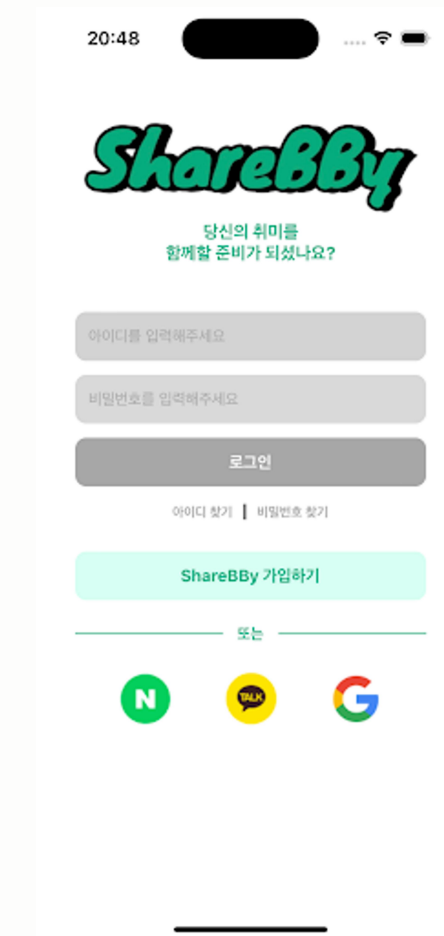 20:48
ShareBBy
당신의 취미를
함께할 준비가 되셨나요?
아이디를 입력해주세요
비밀번호를 입력해주세요
로그인
아이디 찾기 | 비밀번호 찾기
ShareBBy 가입하기
또는
N TALK G